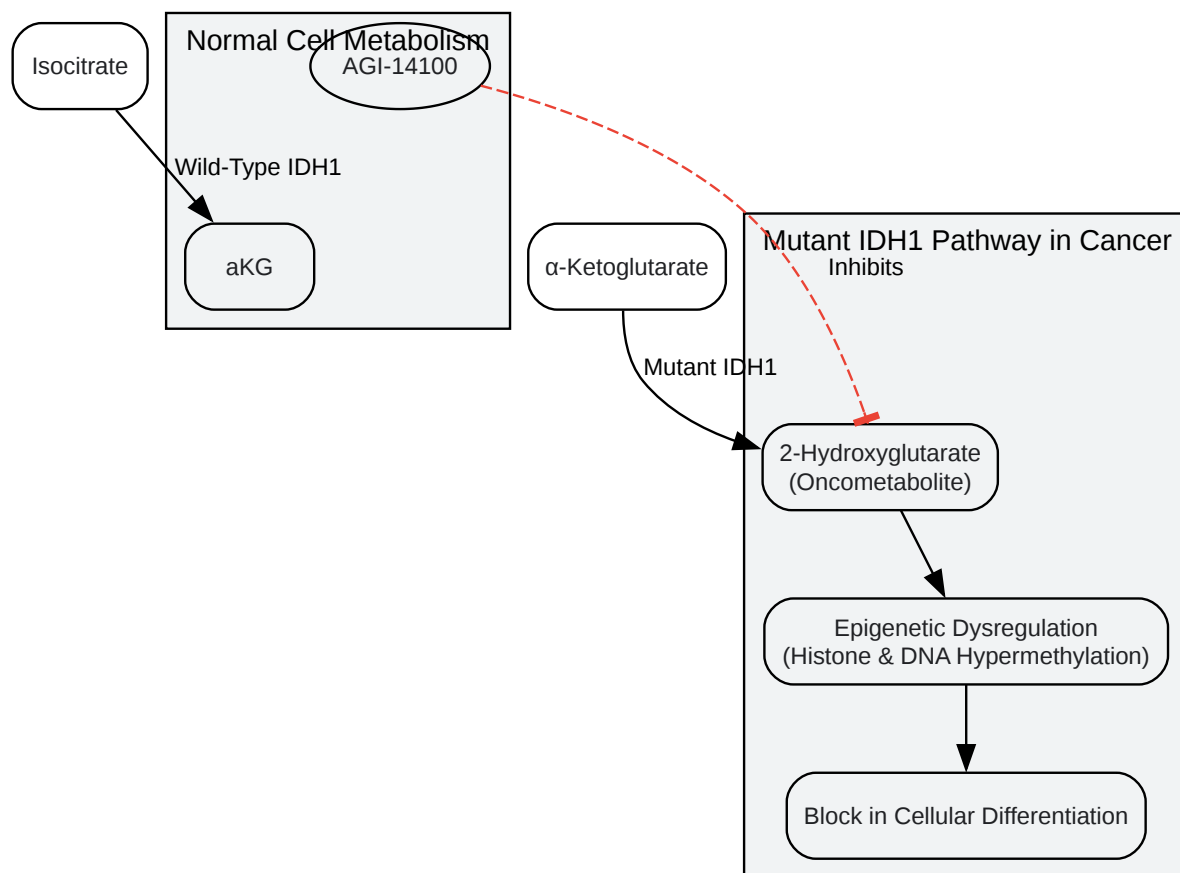 Normal Cell Metabolism
Isocitrate
AGI-14100
Wild-Type IDH1
aKG
α-Ketoglutarate
Mutant IDH1 Pathway in Cancer
Inhibits
Mutant IDH1
2-Hydroxyglutarate
(Oncometabolite)
Epigenetic Dysregulation
(Histone & DNA Hypermethylation)
Block in Cellular Differentiation